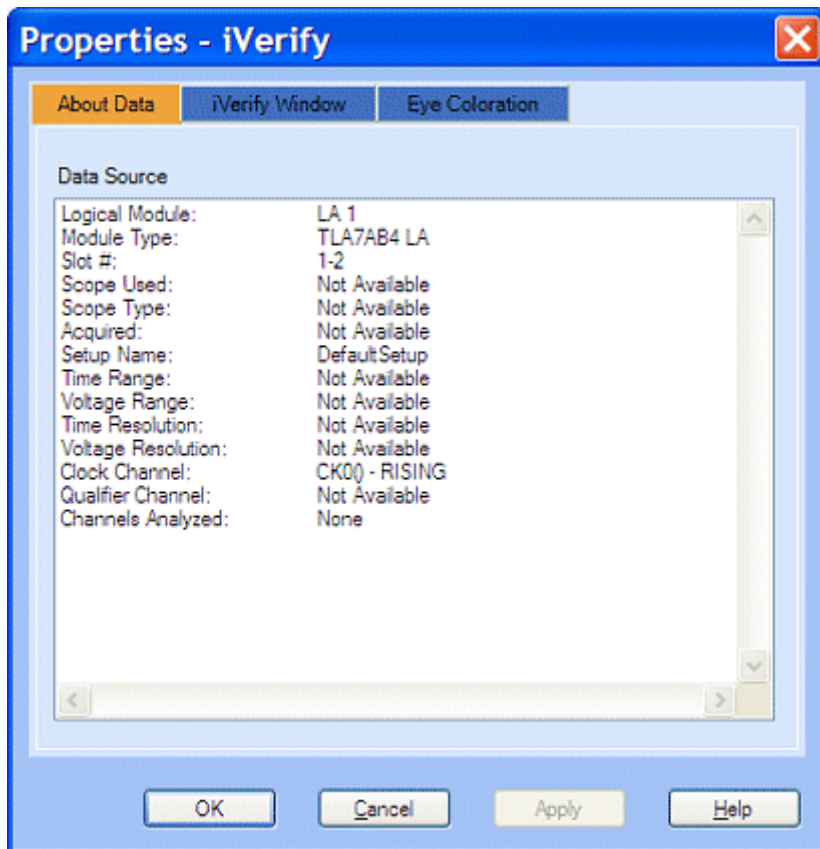 Properties - iVerify
About Data iVerify Window Eye Coloration
Data Source
Logical Module: LA 1
Module Type: TLA7AB4 LA
Slot #: 1-2
Scope Used: Not Available
Scope Type: Not Available
Acquired: Not Available
Setup Name: DefaultSetup
Time Range: Not Available
Voltage Range: Not Available
Time Resolution: Not Available
Voltage Resolution: Not Available
Clock Channel: CK0() - RISING
Qualifier Channel: Not Available
Channels Analyzed: None
OK Cancel Apply Help